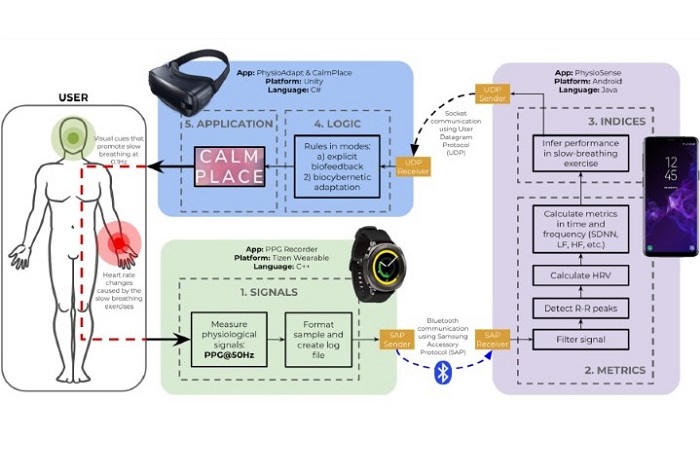 USER
Visual cues that
promote slow
breathing at
0.1Hz
Heart rate
changes
caused by the
slow breathing
exercises
App: PhysioAdapt & CalmPlace
Platform: Unity
Language: C#
5. APPLICATION
CALM
PLACE
4. LOGIC
Rules in modes:
a) explicit
biofeedback
2) biocybernetic
adaptation
UDP
Receiver
Socket
communication
using User
Datagram
Protocol
(UDP)
UDP
Sender
App: PPG Recorder
Platform: Tizen Wearable
Language: C++
1. SIGNALS
Measure
physiological
signals:
PPG@50Hz
Format
sample and
create log
file
SAP
Sender
Bluetooth
communication
using Samsung
Accessory
Protocol (SAP)
SAP
Receiver
App: PhysioSense
Platform: Android
Language: Java
3. INDICES
Infer performance
in slow-breathing
exercise
Calculate metrics
in time and
frequency (SDNN,
LF, HF, etc.)
Calculate HRV
Detect R-R peaks
Filter signal
2. METRICS
12
45